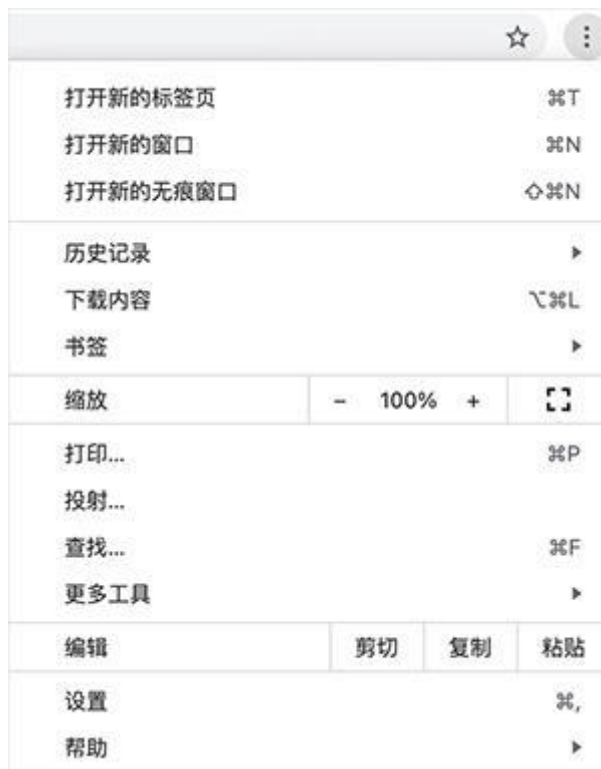 打开新的标签页 ⌘T
打开新的窗口 ⌘N
打开新的无痕窗口 ⇧⌘N
历史记录
下载内容 ⌥⌘L
书签
缩放 - 100% +
打印... ⌘P
投射...
查找... ⌘F
更多工具
编辑 剪切 复制 粘贴
设置 ⌘,
帮助